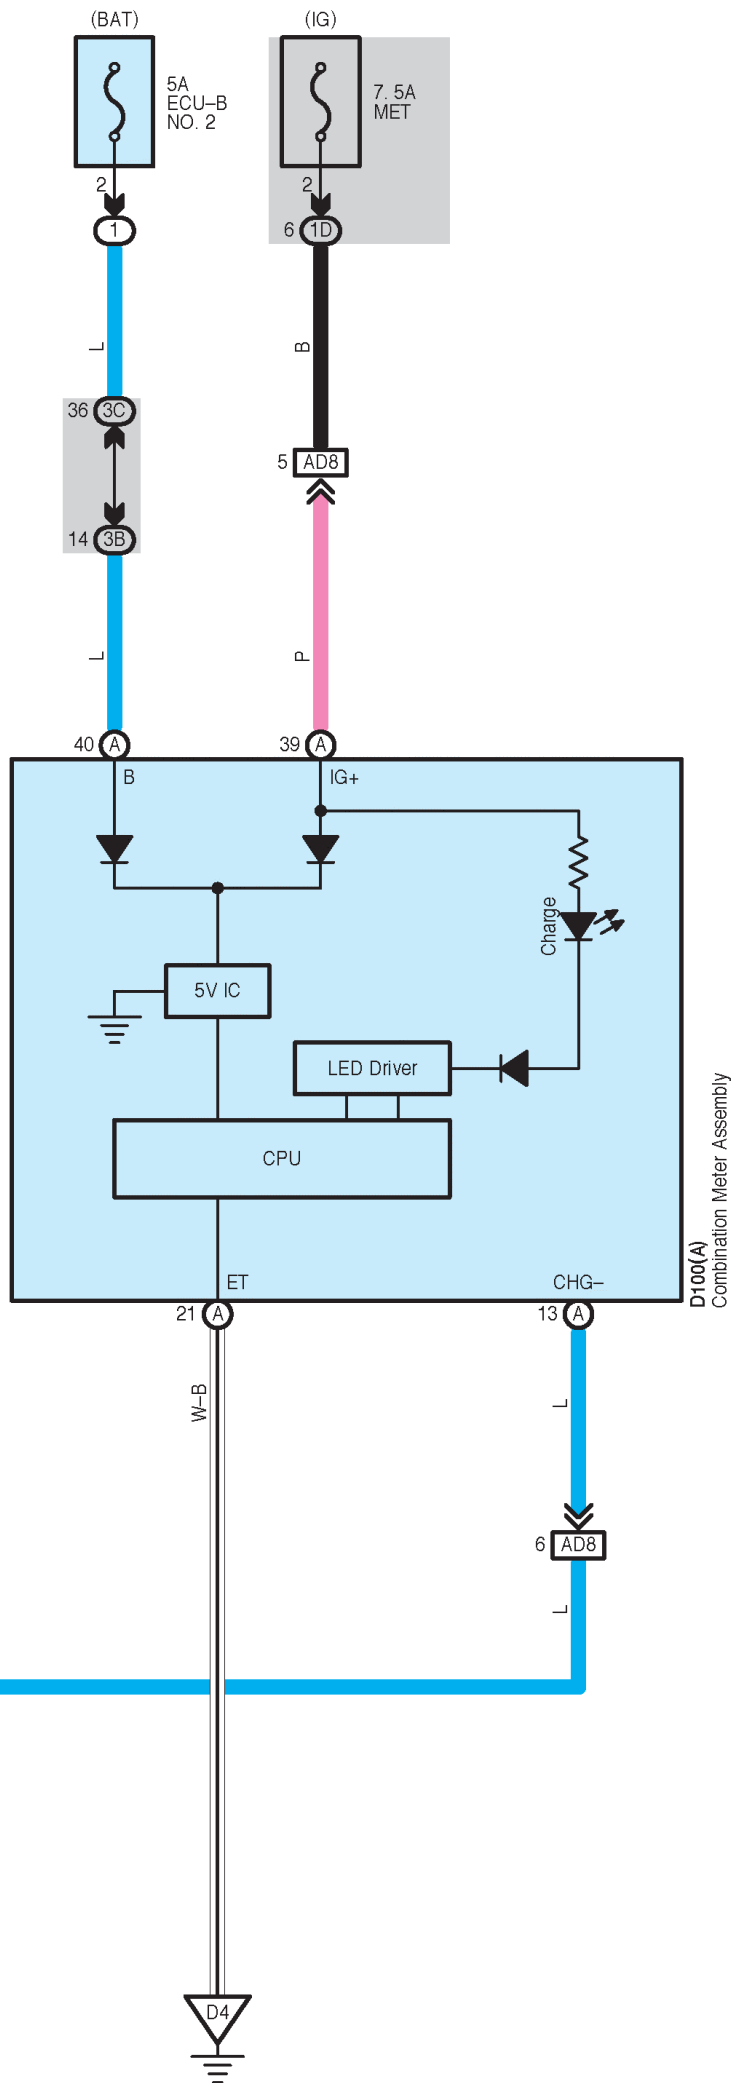 (BAT)
(IG)
5A
ECU–B
NO. 2
7. 5A
MET
2
2
1
6 1D
L
B
36 3C
5 AD8
14 3B
L
P
40 A
39 A
B
IG+
Charge
5V IC
LED Driver
CPU
D100(A)
Combination Meter Assembly
ET
CHG–
21 A
13 A
W–B
L
6 AD8
L
D4